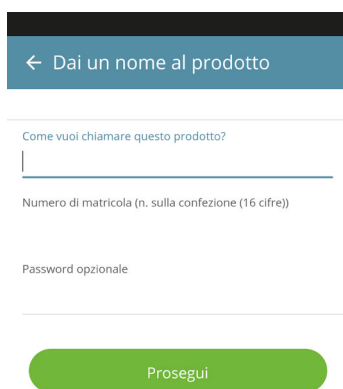 Dai un nome al prodotto
Come vuoi chiamare questo prodotto?
Numero di matricola (n. sulla confezione (16 cifre))
Password opzionale
Prosegui